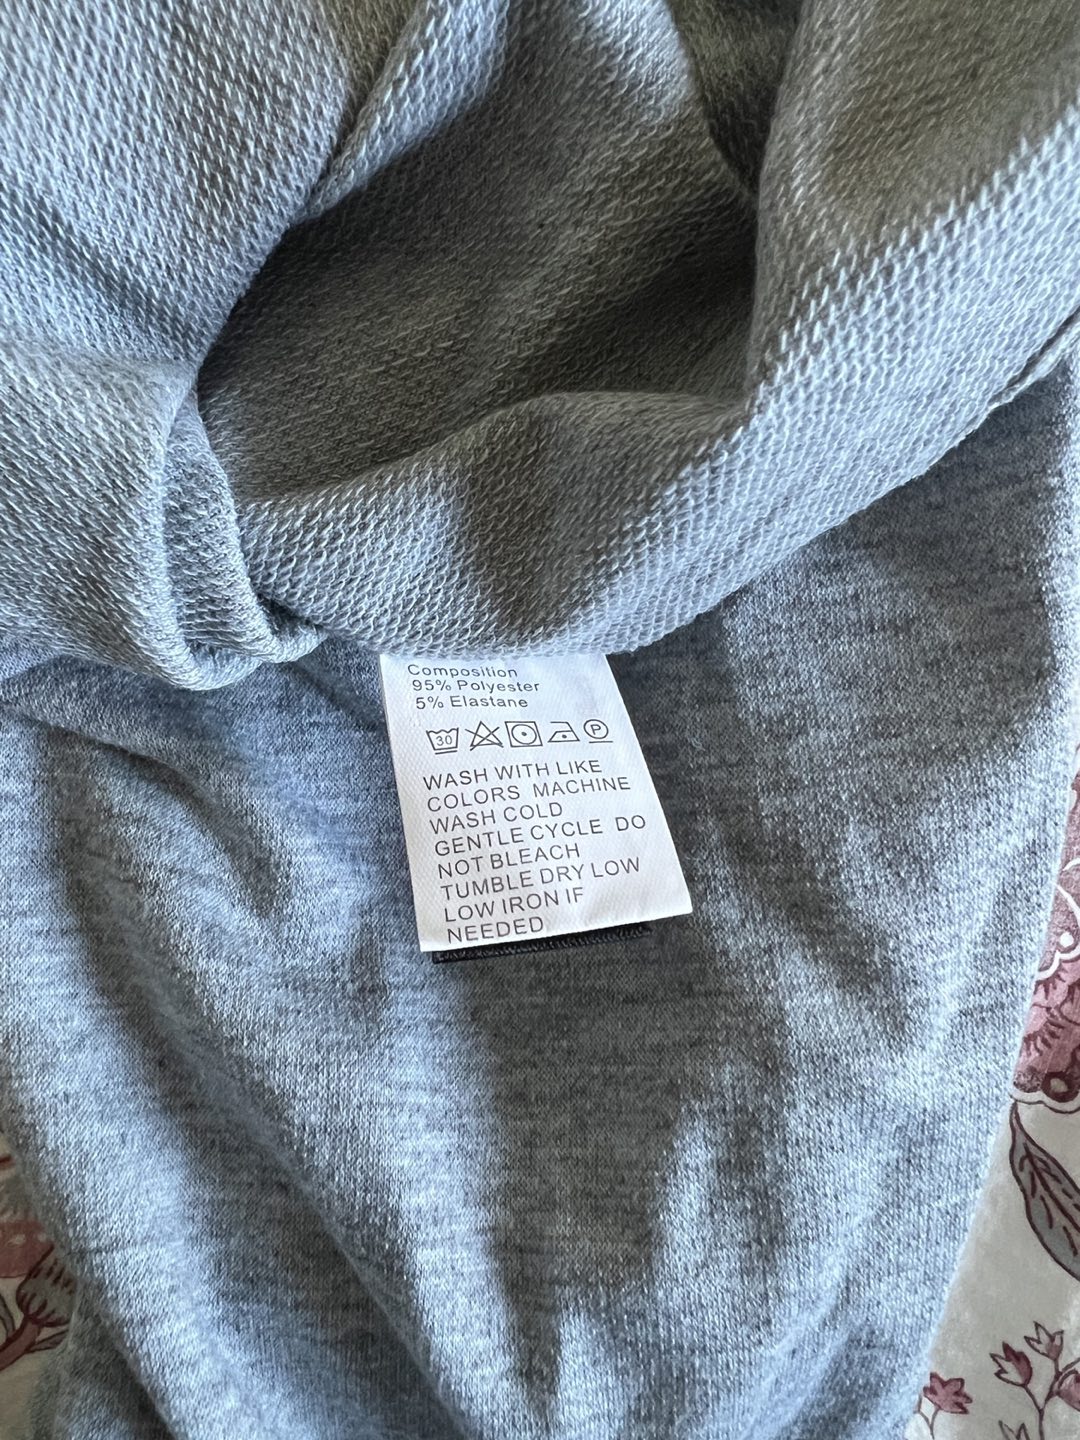 Composition
95% Polyester
5% Elastane
30 P
WASH WITH LIKE
COLORS MACHINE
WASH COLD
GENTLE CYCLE DO
NOT BLEACH
TUMBLE DRY LOW
LOW IRON IF
NEEDED